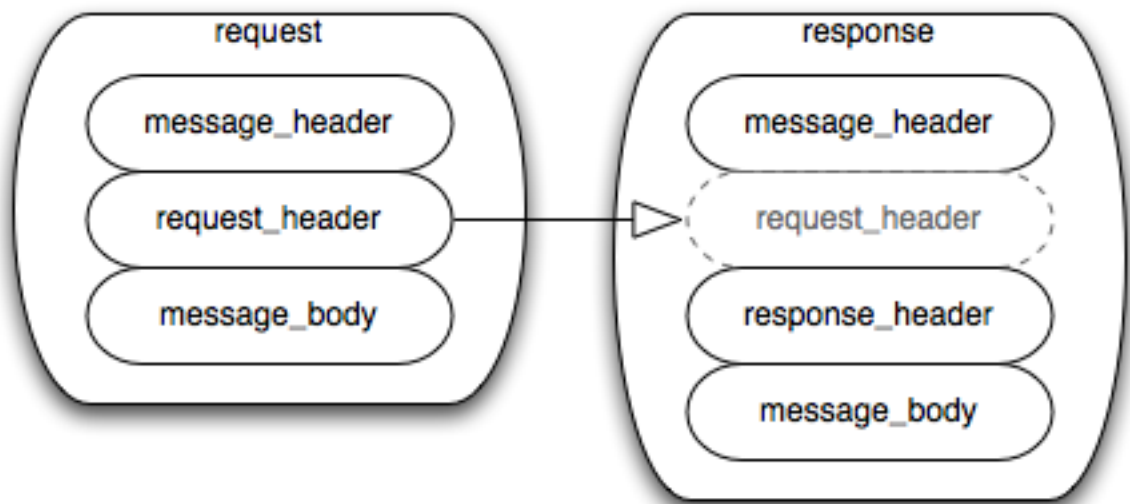 request
message_header
request_header
message_body
response
message_header
request_header
response_header
message_body